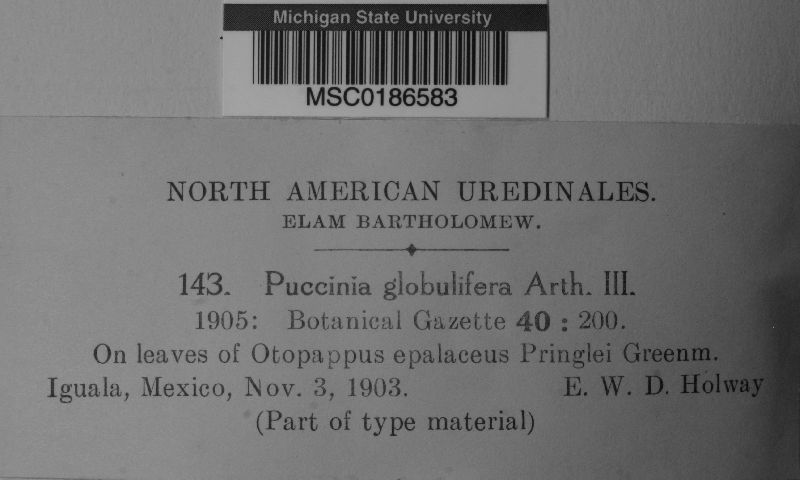 Michigan State University
MSC0186583
NORTH AMERICAN UREDINALES.
ELAM BARTHOLOMEW.
143. Puccinia globulifera Arth. III.
1905: Botanical Gazette 40 : 200.
On leaves of Otopappus epalaceus Pringlei Greenm.
Iguala, Mexico, Nov. 3, 1903. E. W. D. Holway
(Part of type material)